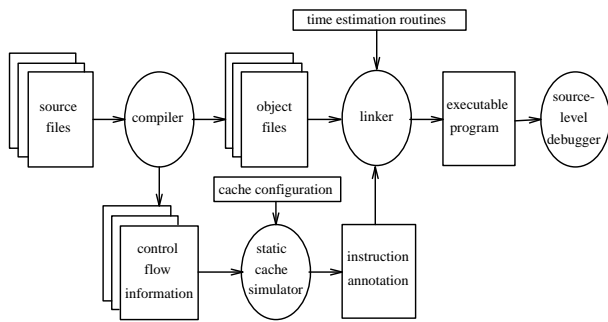 time estimation routines
source
files
compiler
object
files
linker
executable
program
source-
level
debugger
cache configuration
control
flow
information
static
cache
simulator
instruction
annotation